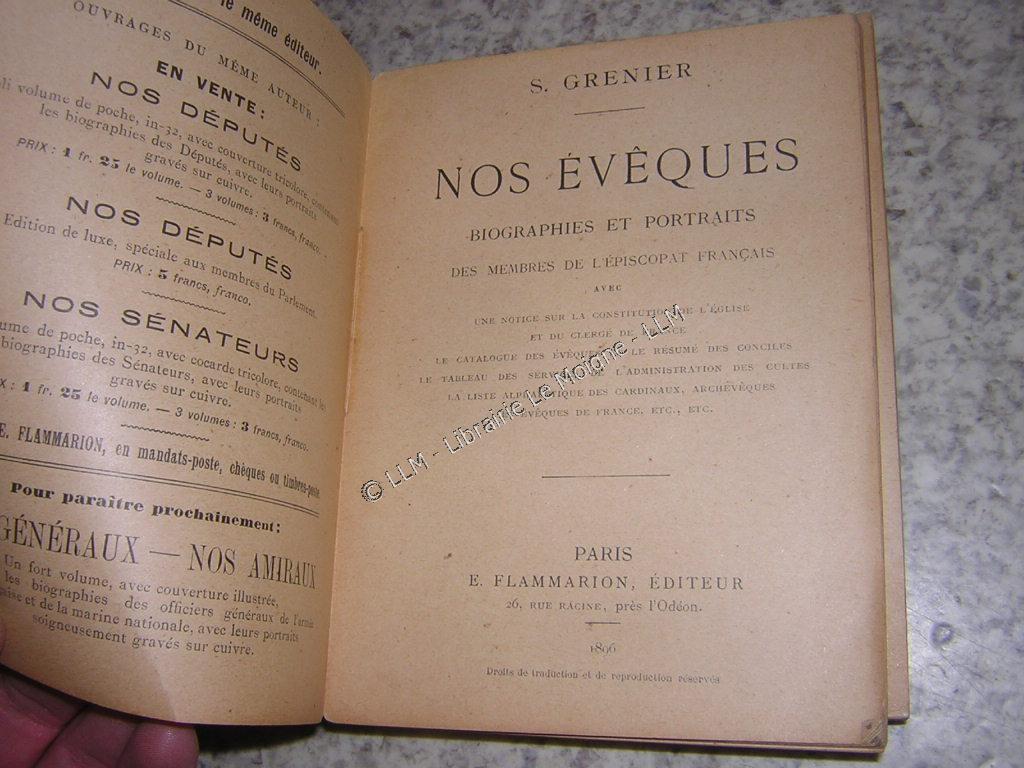 le même éditeur.
OUVRAGES DU MÊME AUTEUR :
EN VENTE :
NOS DÉPUTÉS
volume de poche, in-32, avec couverture tricolore, contenant
les biographies des Députés, avec leurs portraits
gravés sur cuivre.
PRIX : 1 fr. 25 le volume. — 3 volumes : 3 francs, franco.
NOS DÉPUTÉS
Edition de luxe, spéciale aux membres du Parlement.
PRIX : 5 francs, franco.
NOS SÉNATEURS
de poche, in-32, avec cocarde tricolore, contenant les
biographies des Sénateurs, avec leurs portraits
gravés sur cuivre.
: 1 fr. 25 le volume. — 3 volumes : 3 francs, franco.
E. FLAMMARION, en mandats-poste, chèques ou timbres-poste.
Pour paraître prochainement :
GÉNÉRAUX — NOS AMIRAUX
Un fort volume, avec couverture illustrée,
les biographies des officiers généraux de l'armée
et de la marine nationale, avec leurs portraits
soigneusement gravés sur cuivre.
S. GRENIER
NOS ÉVÊQUES
BIOGRAPHIES ET PORTRAITS
DES MEMBRES DE L'ÉPISCOPAT FRANÇAIS
AVEC
UNE NOTICE SUR LA CONSTITUTION DE L'ÉGLISE
ET DU CLERGÉ DE FRANCE
LE CATALOGUE DES ÉVÊQUES LE RÉSUMÉ DES CONCILES
LE TABLEAU DES L'ADMINISTRATION DES CULTES
LA LISTE ALPHABÉTIQUE DES CARDINAUX, ARCHEVÊQUES
ÉVÊQUES DE FRANCE, ETC., ETC.
PARIS
E. FLAMMARION, ÉDITEUR
26, RUE RACINE, près l'Odéon.
1896
Droits de traduction et de reproduction réservés
© LLM - Librairie Le Moigne - LLM